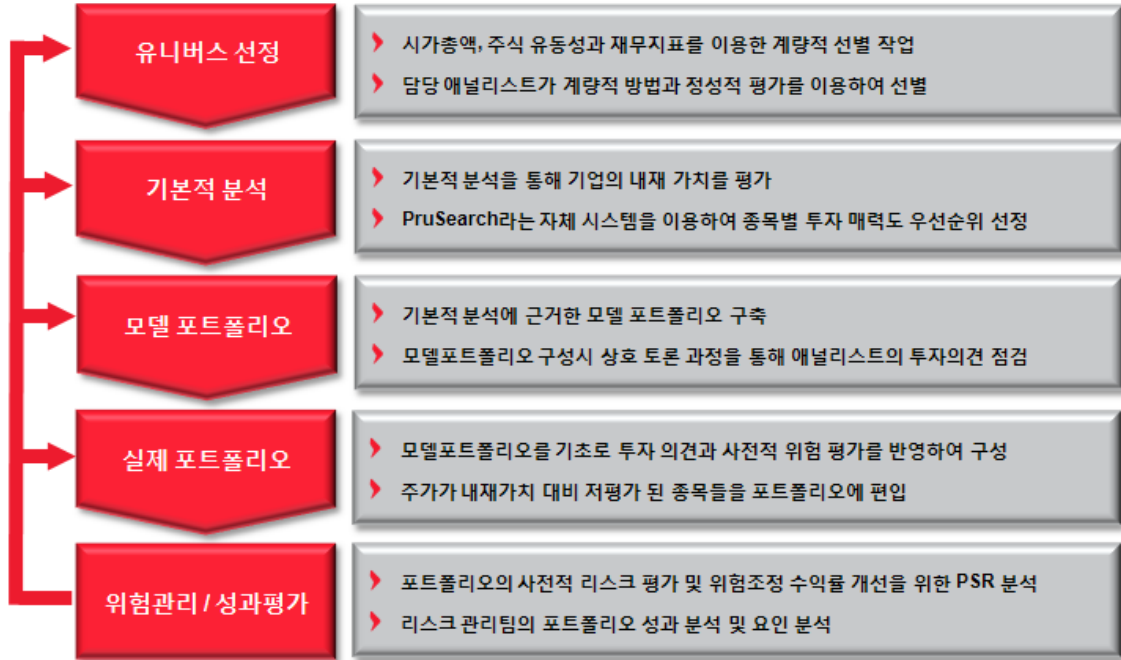 유니버스 선정
시가총액, 주식 유동성과 재무지표를 이용한 계량적 선별 작업
담당 애널리스트가 계량적 방법과 정성적 평가를 이용하여 선별
기본적 분석
기본적 분석을 통해 기업의 내재 가치를 평가
PruSearch라는 자체 시스템을 이용하여 종목별 투자 매력도 우선순위 선정
모델 포트폴리오
기본적 분석에 근거한 모델 포트폴리오 구축
모델포트폴리오 구성시 상호 토론 과정을 통해 애널리스트의 투자의견 점검
실제 포트폴리오
모델포트폴리오를 기초로 투자 의견과 사전적 위험 평가를 반영하여 구성
주가가 내재가치 대비 저평가 된 종목들을 포트폴리오에 편입
위험관리 / 성과평가
포트폴리오의 사전적 리스크 평가 및 위험조정 수익률 개선을 위한 PSR 분석
리스크 관리팀의 포트폴리오 성과 분석 및 요인 분석